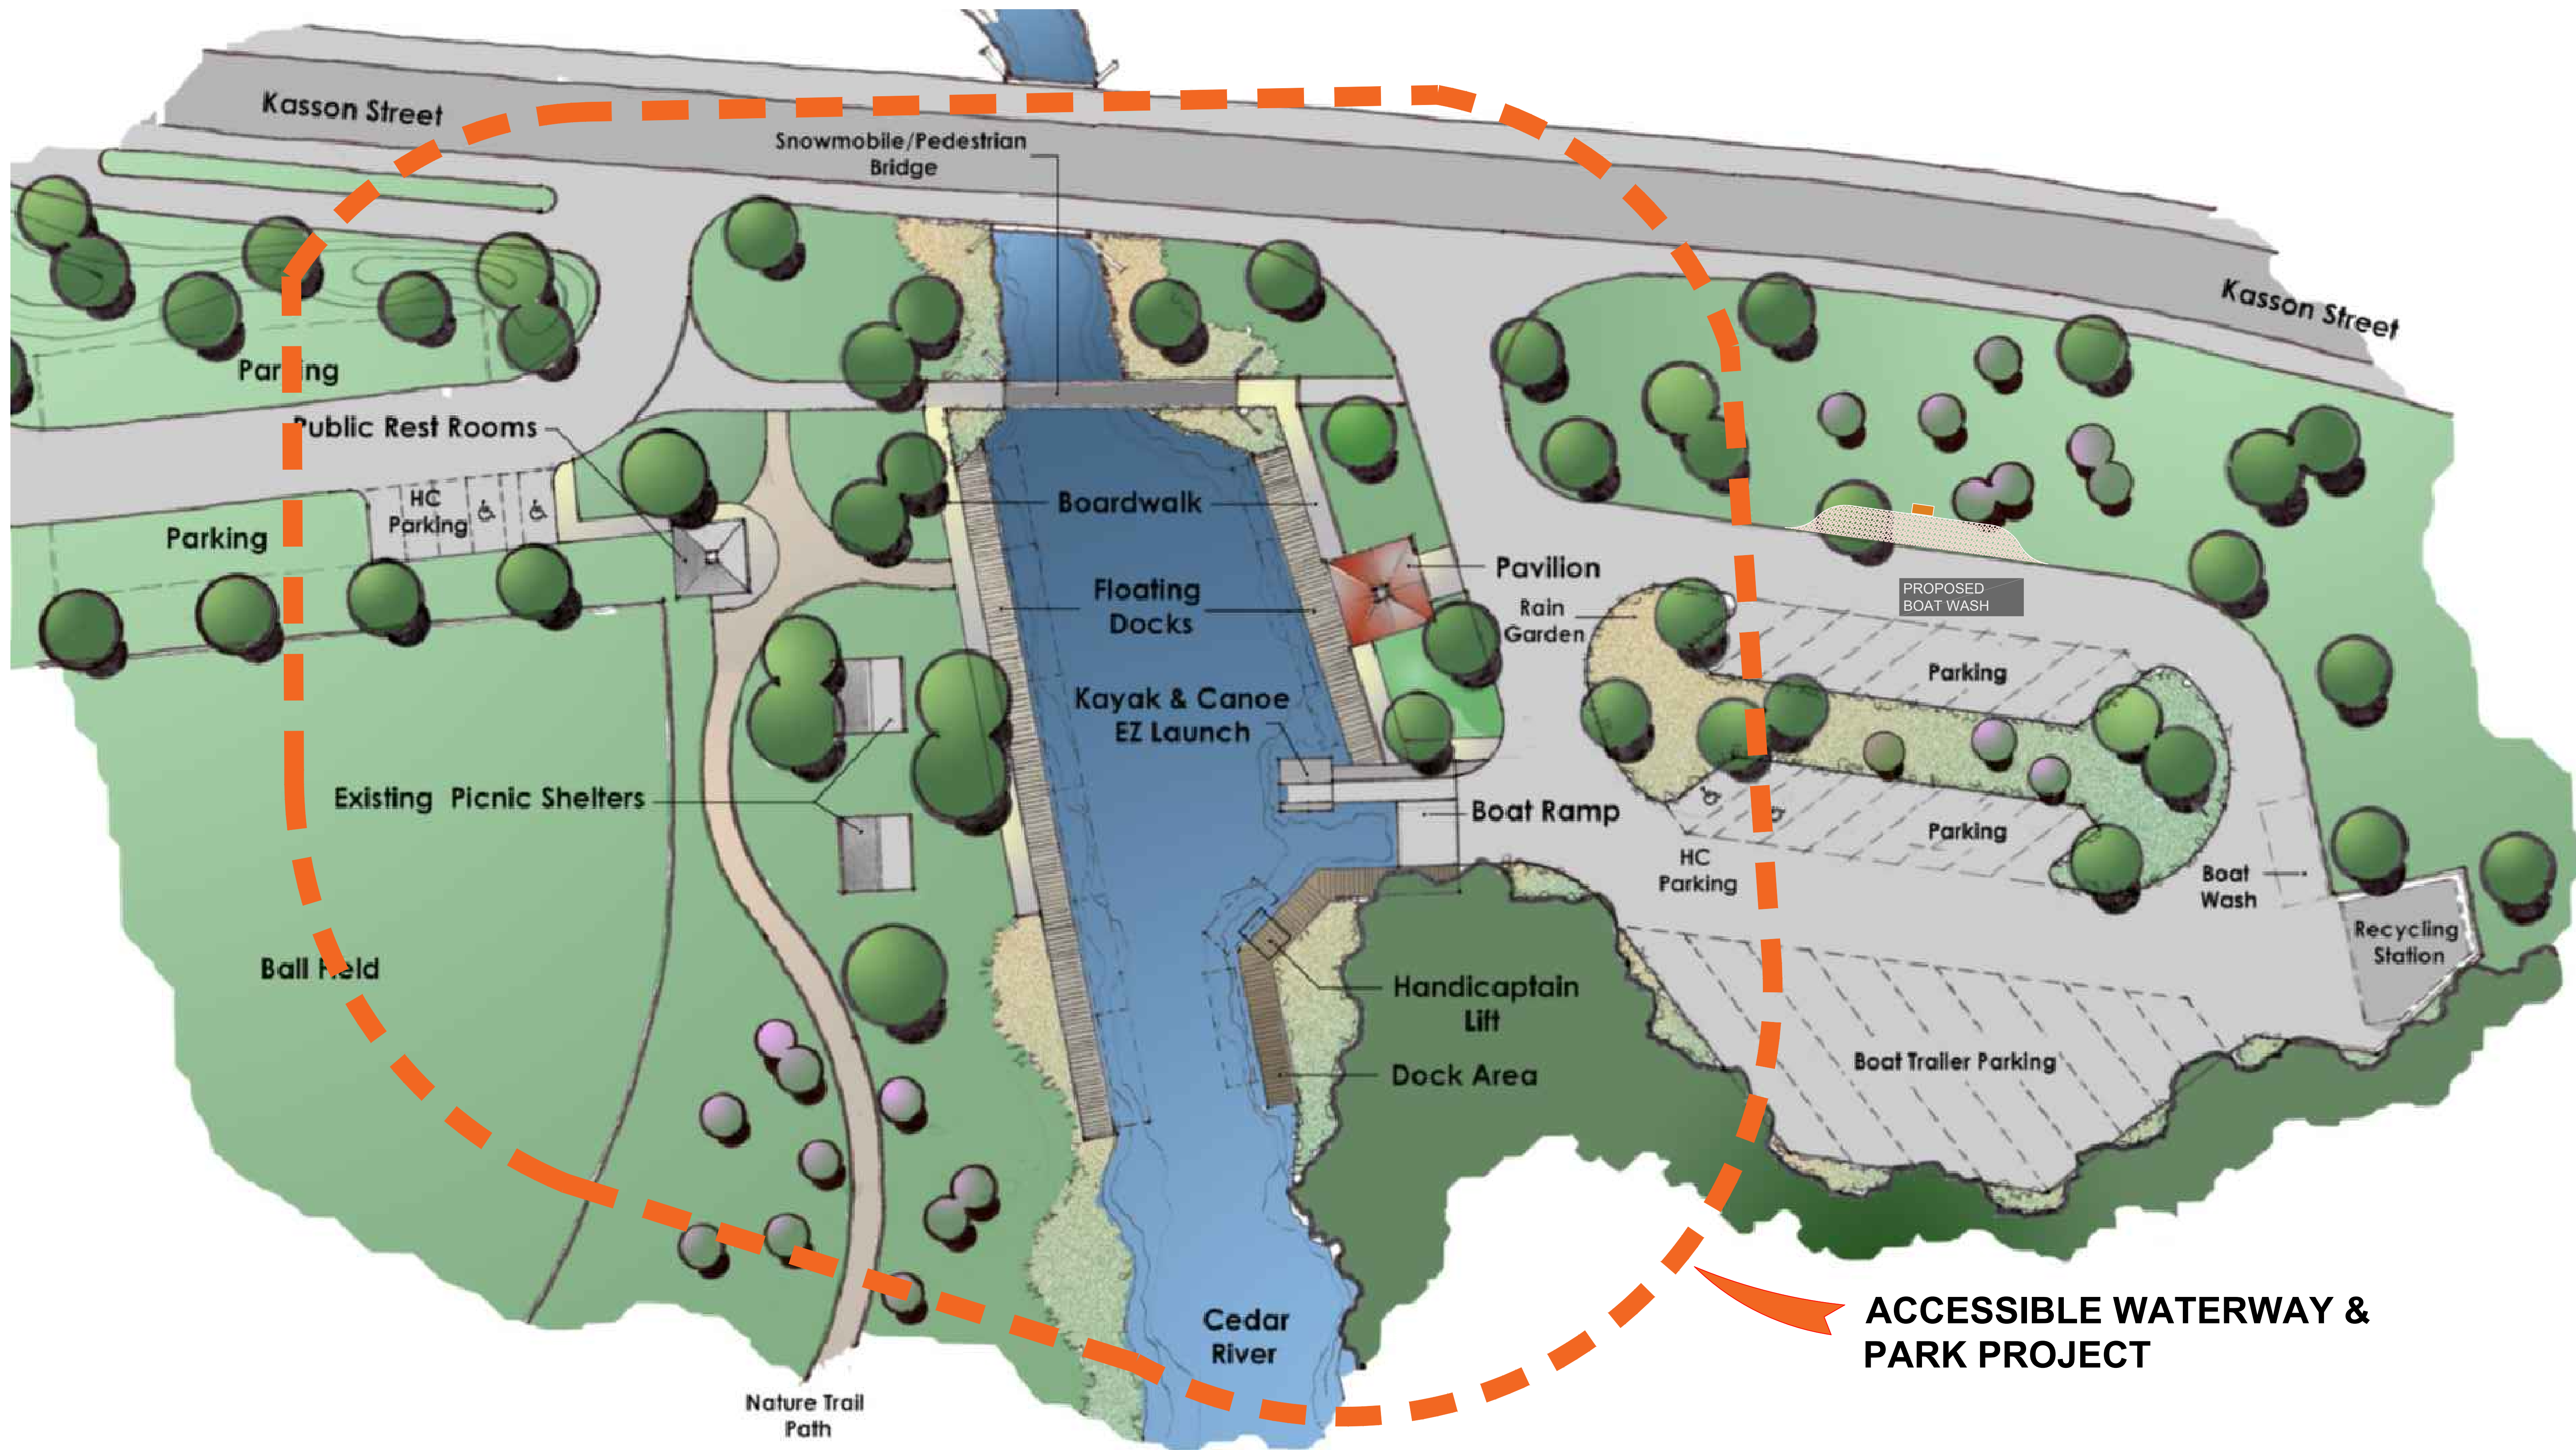 Kasson Street
Snowmobile/Pedestrian
Bridge
Kasson Street
Parking
Public Rest Rooms
HC
Parking
Parking
Boardwalk
Pavilion
Floating
Docks
Rain
Garden
PROPOSED
BOAT WASH
Parking
Kayak & Canoe
EZ Launch
Existing Picnic Shelters
Boat Ramp
Parking
HC
Parking
Boat
Wash
Recycling
Station
Ball Field
Handicaptain
Lift
Dock Area
Boat Trailer Parking
Cedar
River
ACCESSIBLE WATERWAY &
PARK PROJECT
Nature Trail
Path